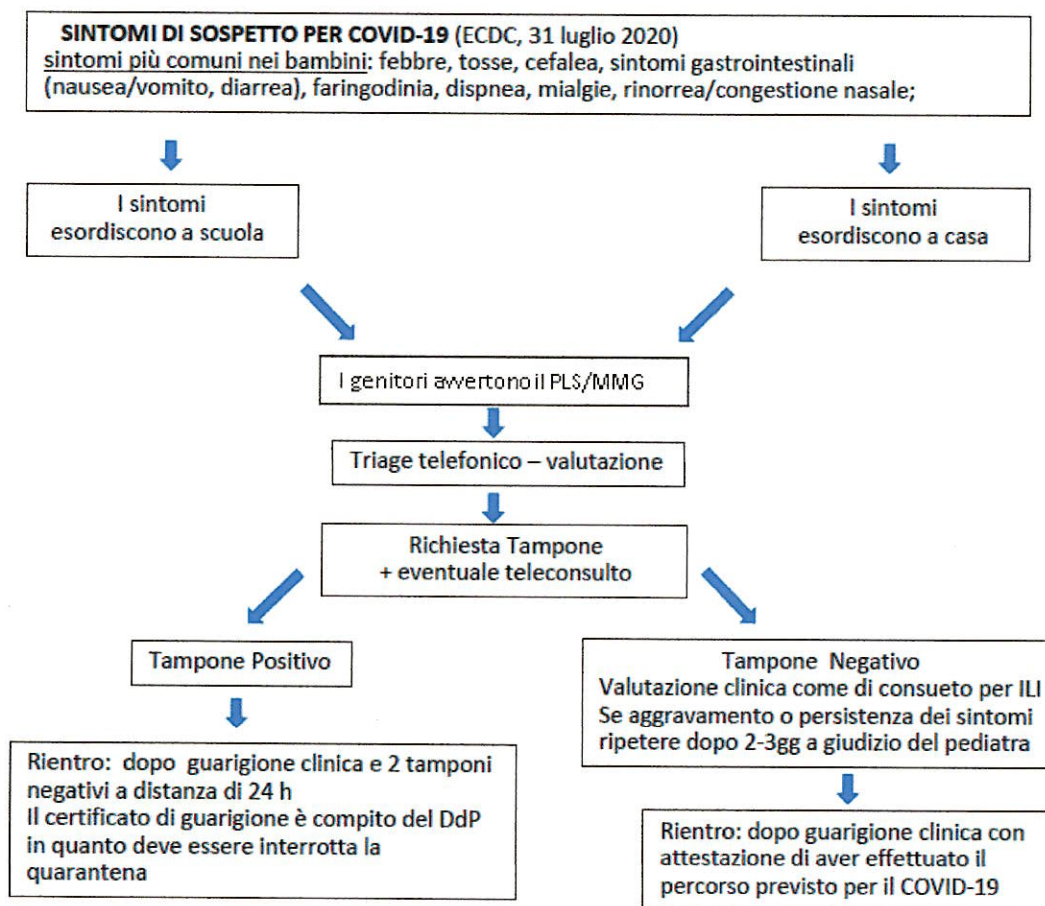 SINTOMI DI SOSPETTO PER COVID-19 (ECDC, 31 luglio 2020)
sintomi più comuni nei bambini: febbre, tosse, cefalea, sintomi gastrointestinali
(nausea/vomito, diarrea), faringodinia, dispnea, mialgie, rinorrea/congestione nasale;
I sintomi
esordiscono a scuola
I sintomi
esordiscono a casa
I genitori avvertono il PLS/MMG
Triage telefonico – valutazione
Richiesta Tampone
+ eventuale teleconsulto
Tampone Positivo
Tampone Negativo
Valutazione clinica come di consueto per ILI
Se aggravamento o persistenza dei sintomi
ripetere dopo 2-3gg a giudizio del pediatra
Rientro: dopo guarigione clinica e 2 tamponi
negativi a distanza di 24 h
Il certificato di guarigione è compito del DdP
in quanto deve essere interrotta la
quarantena
Rientro: dopo guarigione clinica con
attestazione di aver effettuato il
percorso previsto per il COVID-19